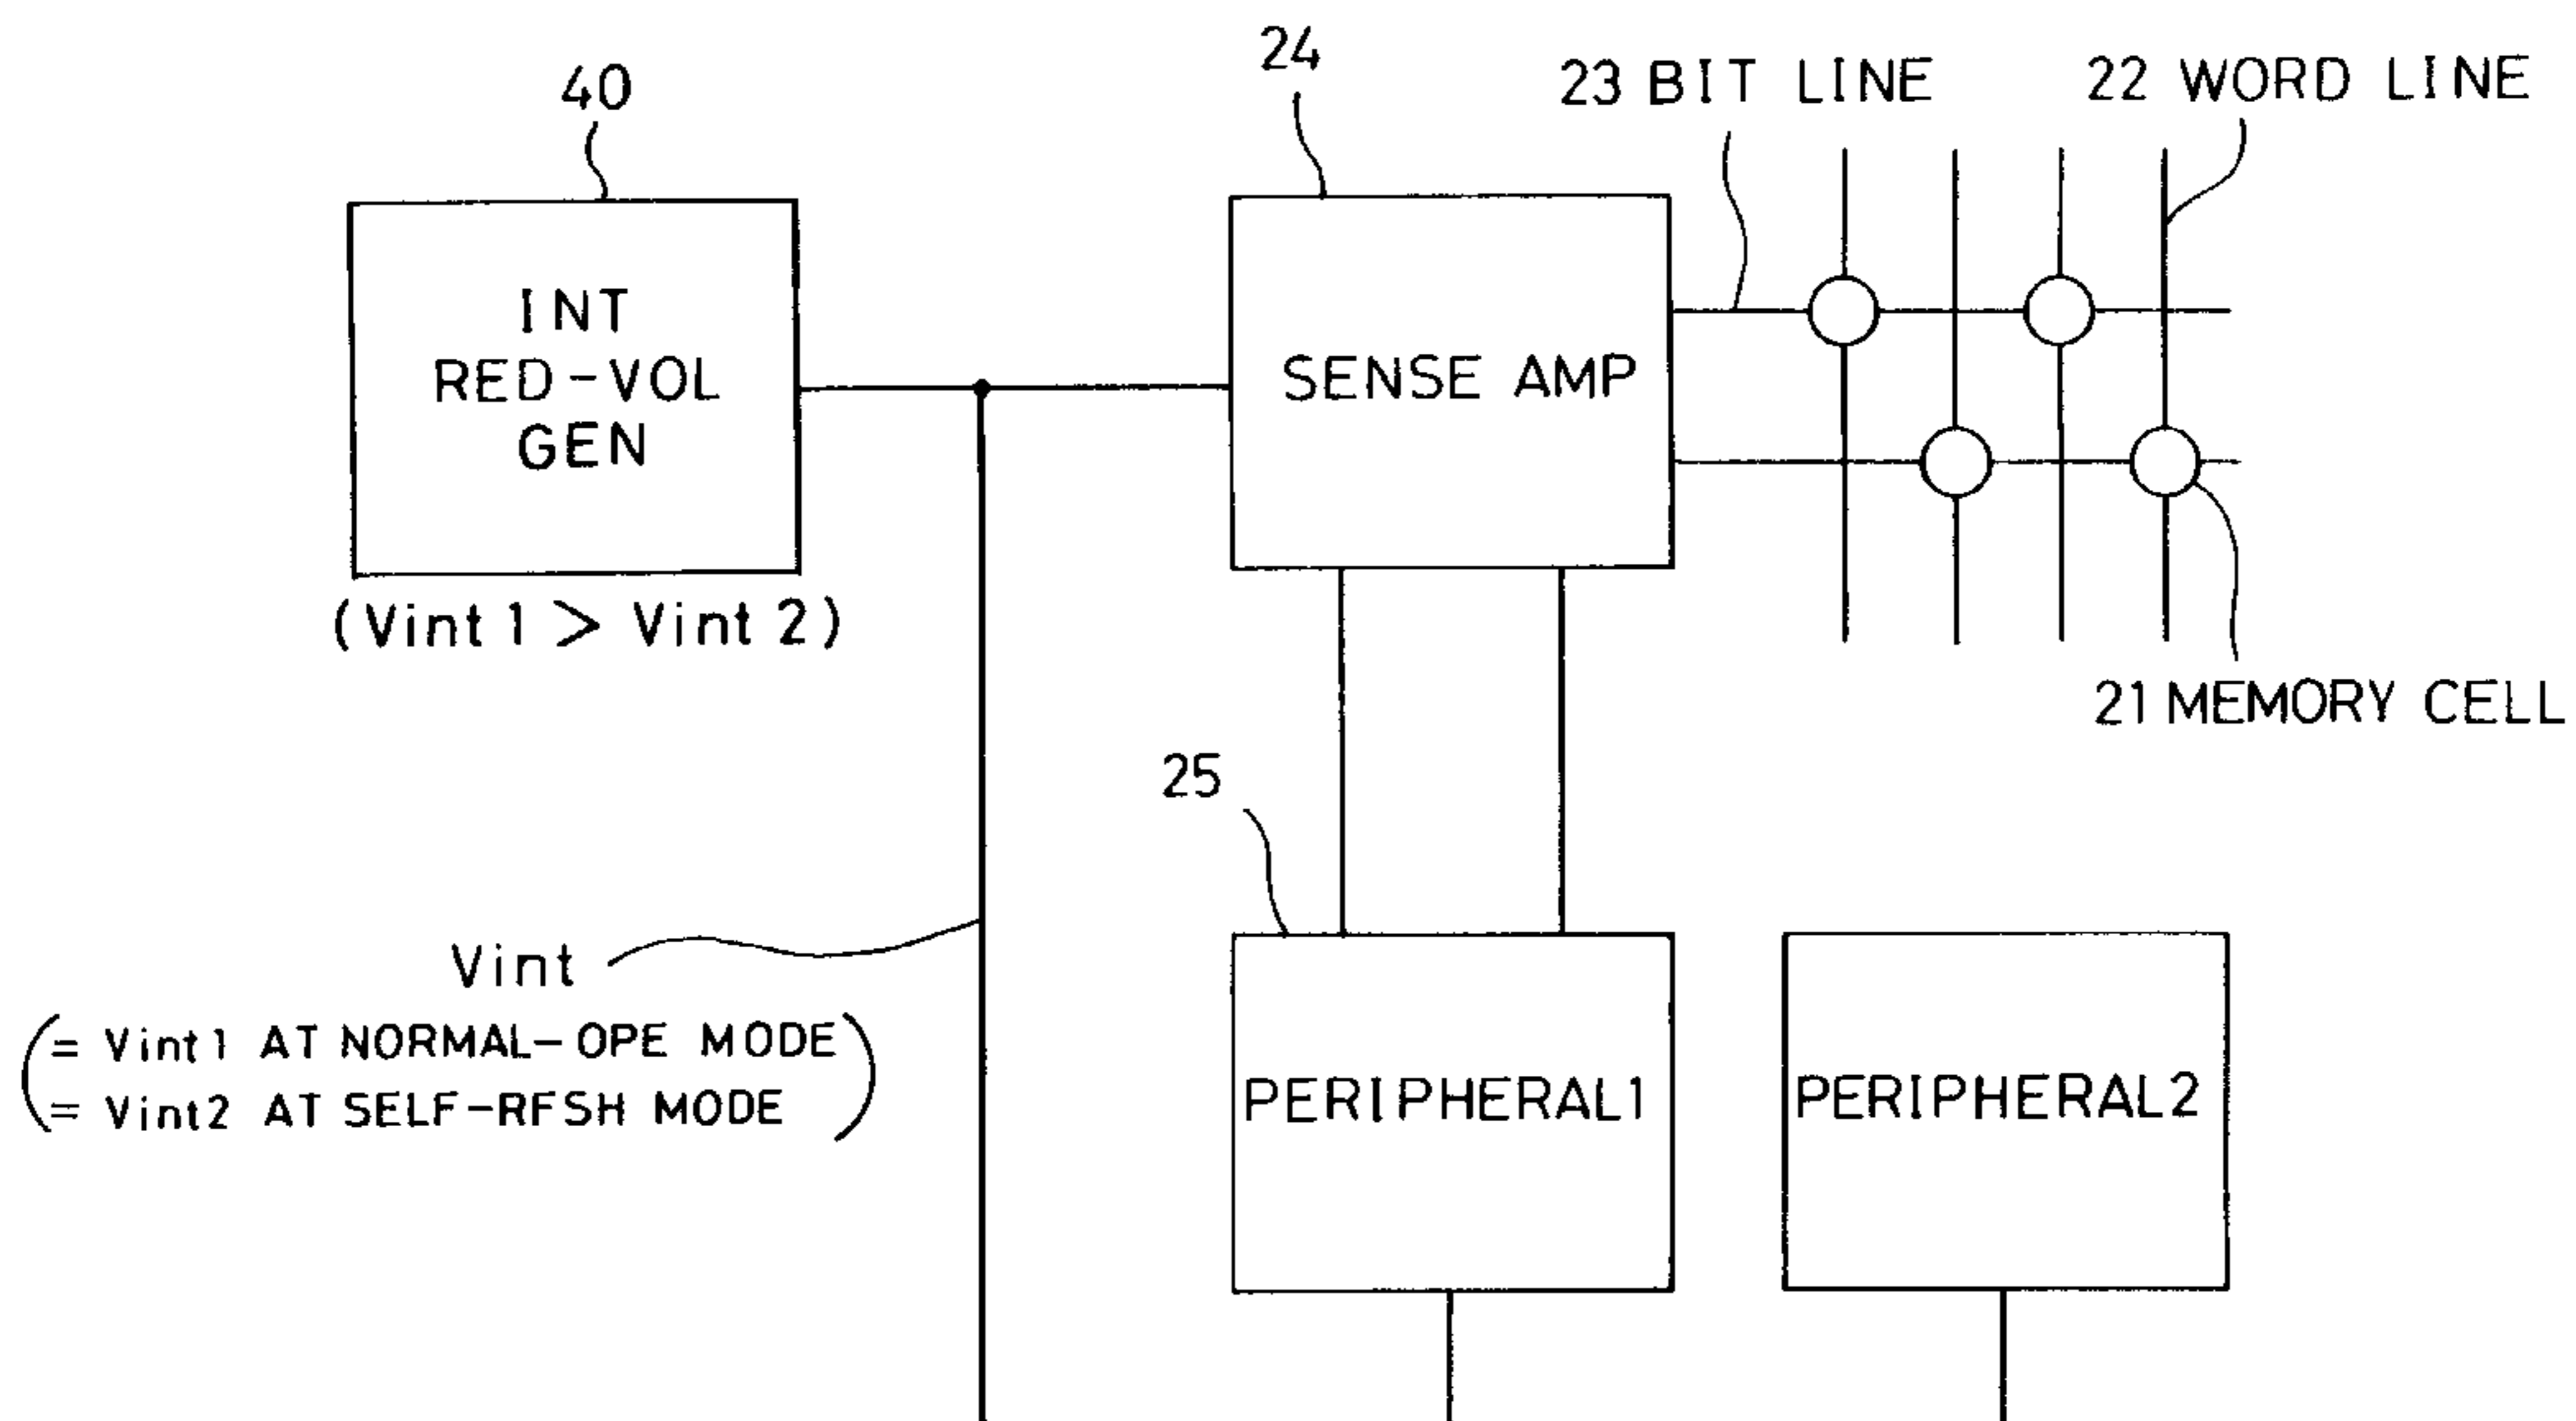 24
23 BIT LINE
22 WORD LINE
40
INT
RED-VOL
GEN
SENSE AMP
(Vint 1 > Vint 2)
21 MEMORY CELL
25
Vint
(= Vint1 AT NORMAL-OPE MODE
= Vint2 AT SELF-RFSH MODE)
PERIPHERAL1
PERIPHERAL2